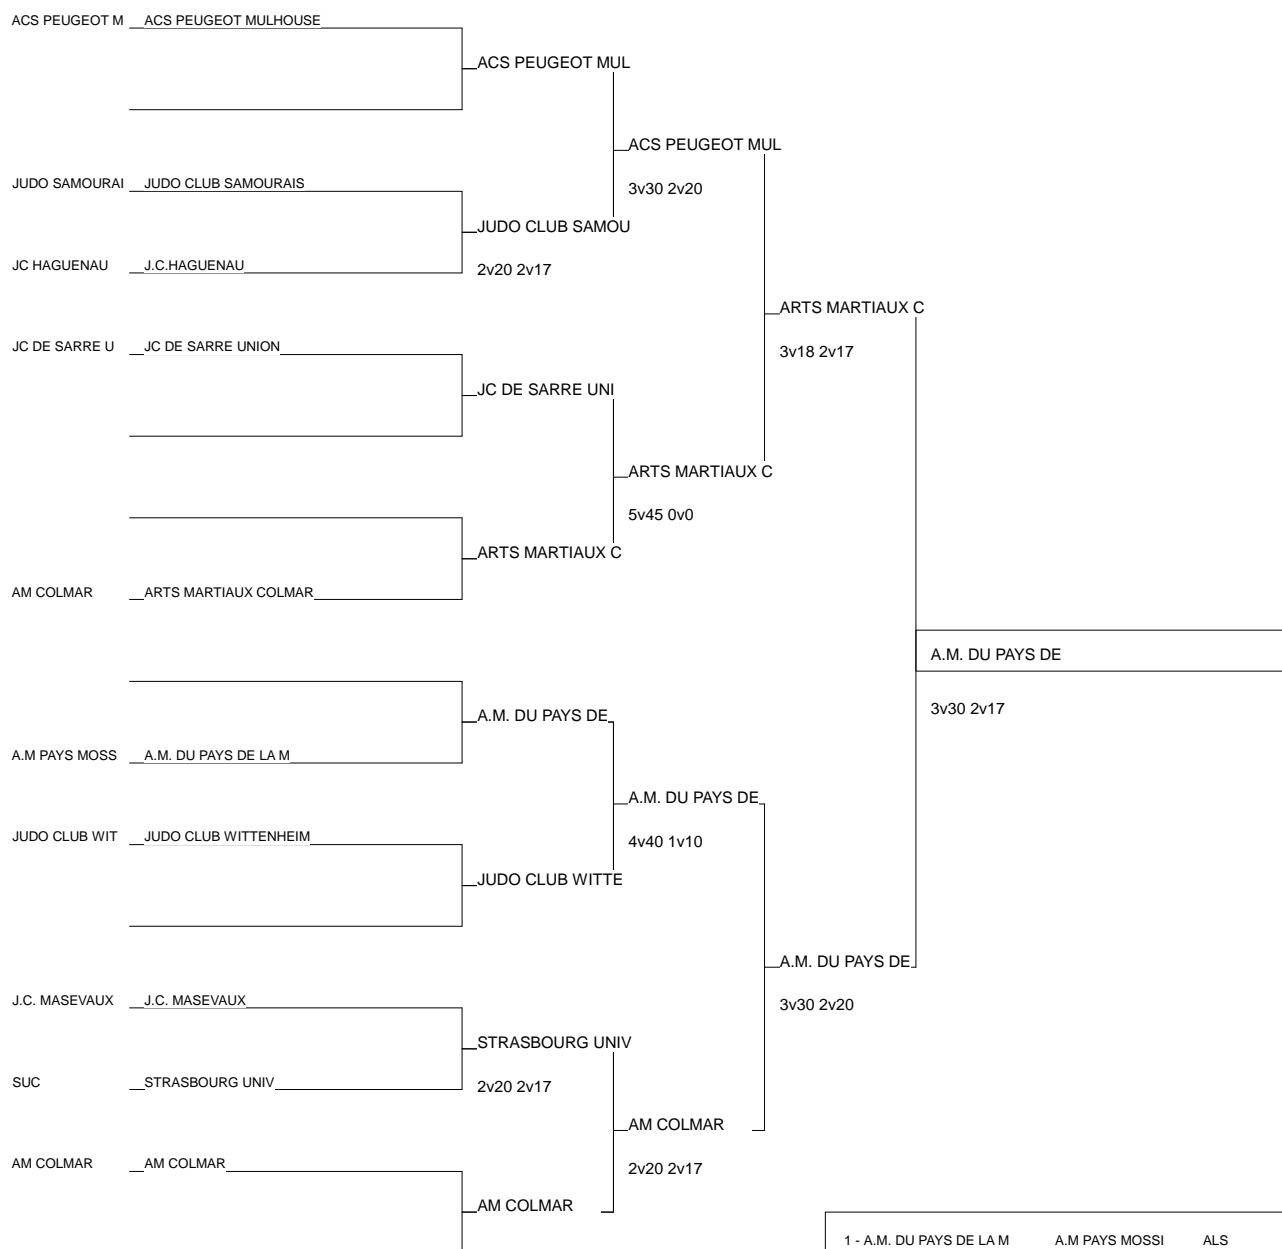 ACS PEUGEOT M ACS PEUGEOT MULHOUSE
ACS PEUGEOT MUL
ACS PEUGEOT MUL
JUDO SAMOURAI JUDO CLUB SAMOURAIS
3v30 2v20
JUDO CLUB SAMOU
JC HAGUENAU J.C.HAGUENAU
2v20 2v17
ARTS MARTIAUX C
JC DE SARRE U JC DE SARRE UNION
3v18 2v17
JC DE SARRE UNI
ARTS MARTIAUX C
5v45 0v0
ARTS MARTIAUX C
AM COLMAR ARTS MARTIAUX COLMAR
A.M. DU PAYS DE
3v30 2v17
A.M. DU PAYS DE
A.M PAYS MOSS A.M. DU PAYS DE LA M
A.M. DU PAYS DE
JUDO CLUB WIT JUDO CLUB WITTENHEIM
4v40 1v10
JUDO CLUB WITTE
A.M. DU PAYS DE
J.C. MASEVAUX J.C. MASEVAUX
3v30 2v20
STRASBOURG UNIV
SUC STRASBOURG UNIV
2v20 2v17
AM COLMAR
AM COLMAR AM COLMAR
2v20 2v17
AM COLMAR
1 - A.M. DU PAYS DE LA M A.M PAYS MOSSI ALS